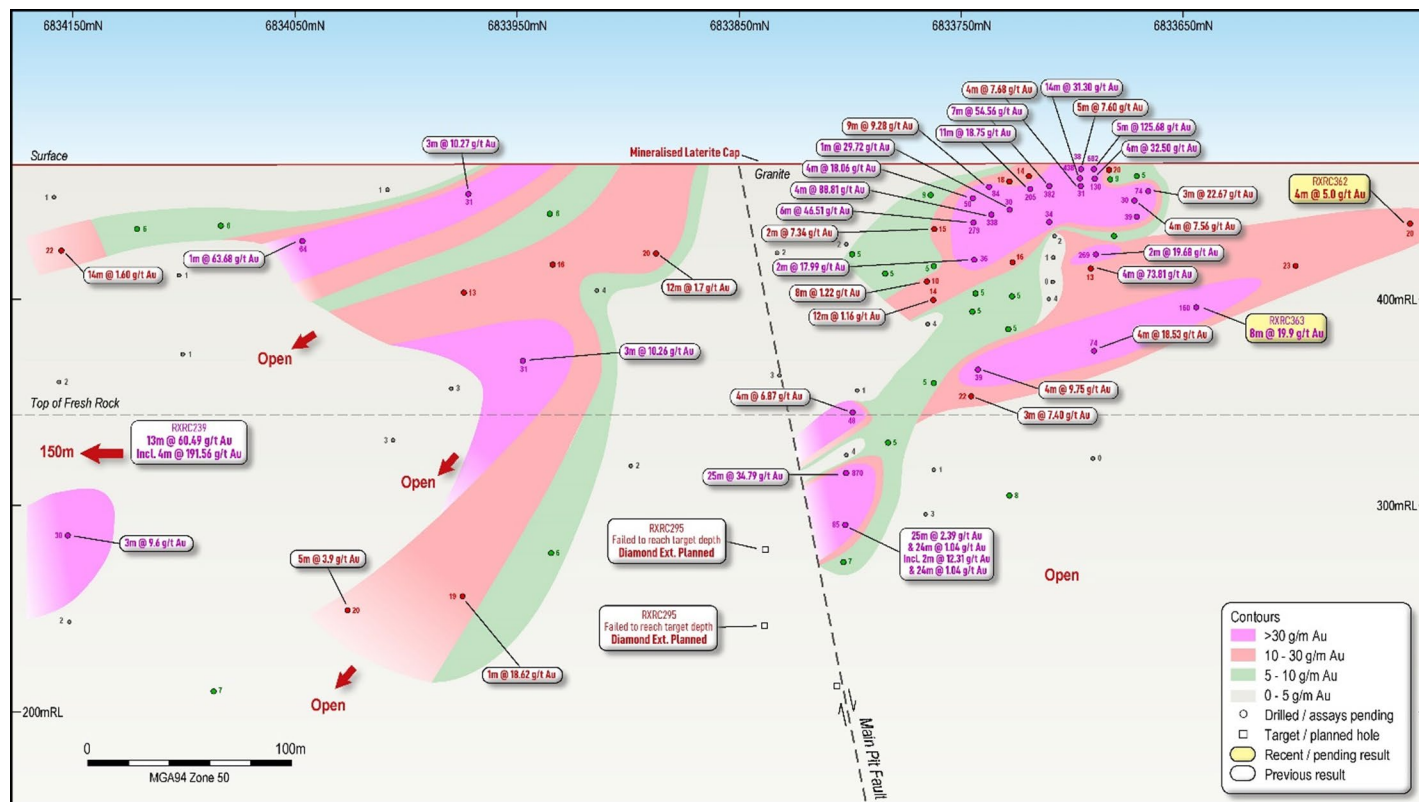 6834150mN
6834050mN
6833950mN
6833850mN
6833750mN
6833650mN
4m @ 7.68 g/t Au
14m @ 31.30 g/t Au
7m @ 54.56 g/t Au
5m @ 7.60 g/t Au
9m @ 9.28 g/t Au
11m @ 18.75 g/t Au
5m @ 125.68 g/t Au
3m @ 10.27 g/t Au
1m @ 29.72 g/t Au
4m @ 32.50 g/t Au
Surface
Mineralised Laterite Cap
Granite
4m @ 18.06 g/t Au
4m @ 88.81 g/t Au
3m @ 22.67 g/t Au
RXRC362
4m @ 5.0 g/t Au
6m @ 46.51 g/t Au
4m @ 7.56 g/t Au
2m @ 7.34 g/t Au
1m @ 63.68 g/t Au
14m @ 1.60 g/t Au
2m @ 17.99 g/t Au
2m @ 19.68 g/t Au
12m @ 1.7 g/t Au
8m @ 1.22 g/t Au
4m @ 73.81 g/t Au
12m @ 1.16 g/t Au
400mRL
Open
3m @ 10.26 g/t Au
4m @ 18.53 g/t Au
RXRC363
8m @ 19.9 g/t Au
4m @ 9.75 g/t Au
4m @ 6.87 g/t Au
3m @ 7.40 g/t Au
Top of Fresh Rock
150m
RXRC239
13m @ 60.49 g/t Au
Incl. 4m @ 191.56 g/t Au
Open
25m @ 34.79 g/t Au
300mRL
3m @ 9.6 g/t Au
RXRC295
Failed to reach target depth
Diamond Ext. Planned
25m @ 2.39 g/t Au
& 24m @ 1.04 g/t Au
Incl. 2m @ 12.31 g/t Au
& 24m @ 1.04 g/t Au
5m @ 3.9 g/t Au
Open
RXRC295
Failed to reach target depth
Diamond Ext. Planned
1m @ 18.62 g/t Au
Open
200mRL
Main Pit Fault
0
100m
MGA94 Zone 50
Contours
>30 g/m Au
10 - 30 g/m Au
5 - 10 g/m Au
0 - 5 g/m Au
Drilled / assays pending
Target / planned hole
Recent / pending result
Previous result